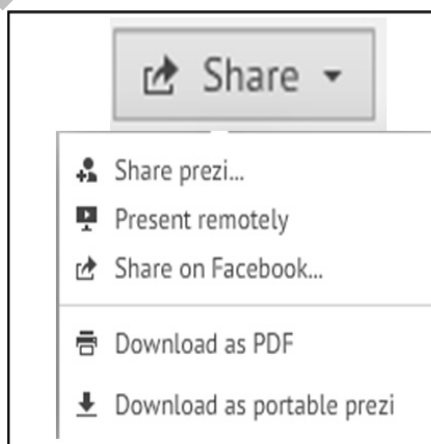 Share
Share prezi...
Present remotely
Share on Facebook...
Download as PDF
Download as portable prezi